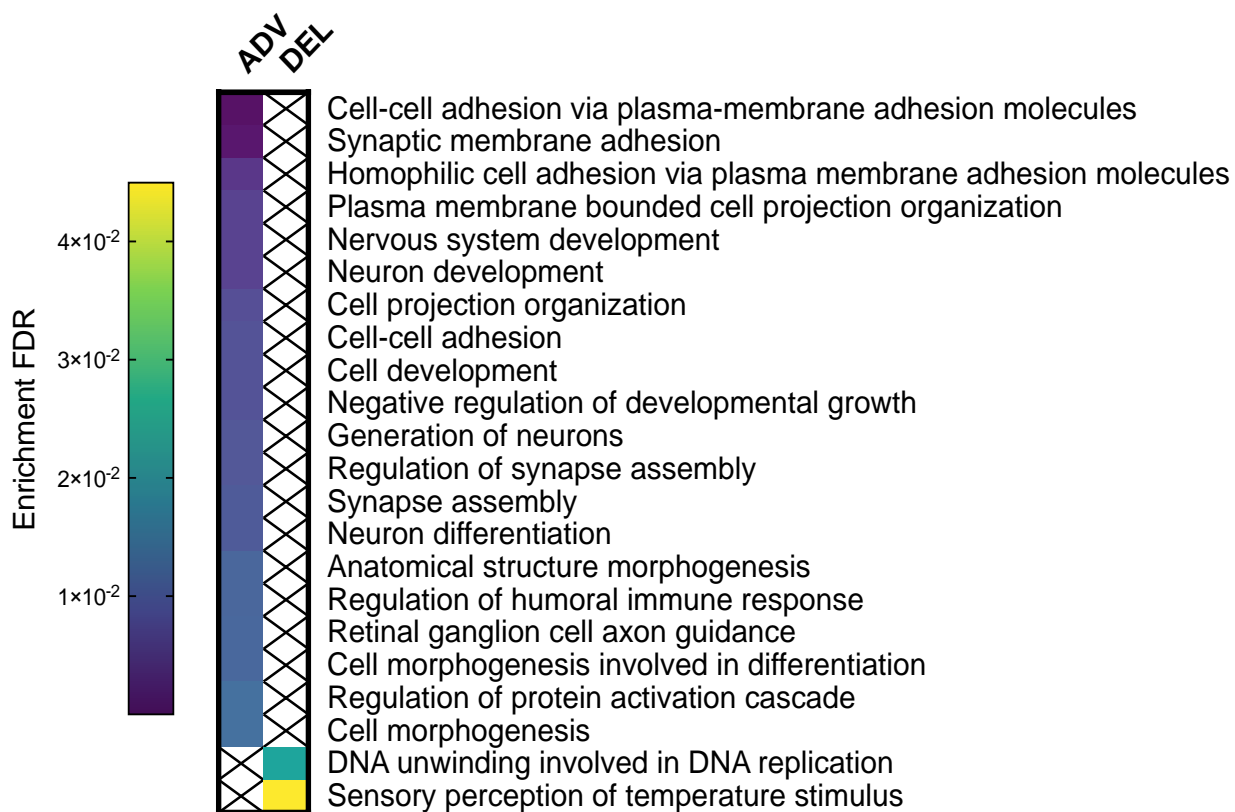 ADV
DEL
Cell-cell adhesion via plasma-membrane adhesion molecules
Synaptic membrane adhesion
Homophilic cell adhesion via plasma membrane adhesion molecules
Plasma membrane bounded cell projection organization
Nervous system development
Neuron development
Cell projection organization
Cell-cell adhesion
Cell development
Negative regulation of developmental growth
Generation of neurons
Regulation of synapse assembly
Synapse assembly
Neuron differentiation
Anatomical structure morphogenesis
Regulation of humoral immune response
Retinal ganglion cell axon guidance
Cell morphogenesis involved in differentiation
Regulation of protein activation cascade
Cell morphogenesis
DNA unwinding involved in DNA replication
Sensory perception of temperature stimulus
Enrichment FDR
4×10⁻²
3×10⁻²
2×10⁻²
1×10⁻²